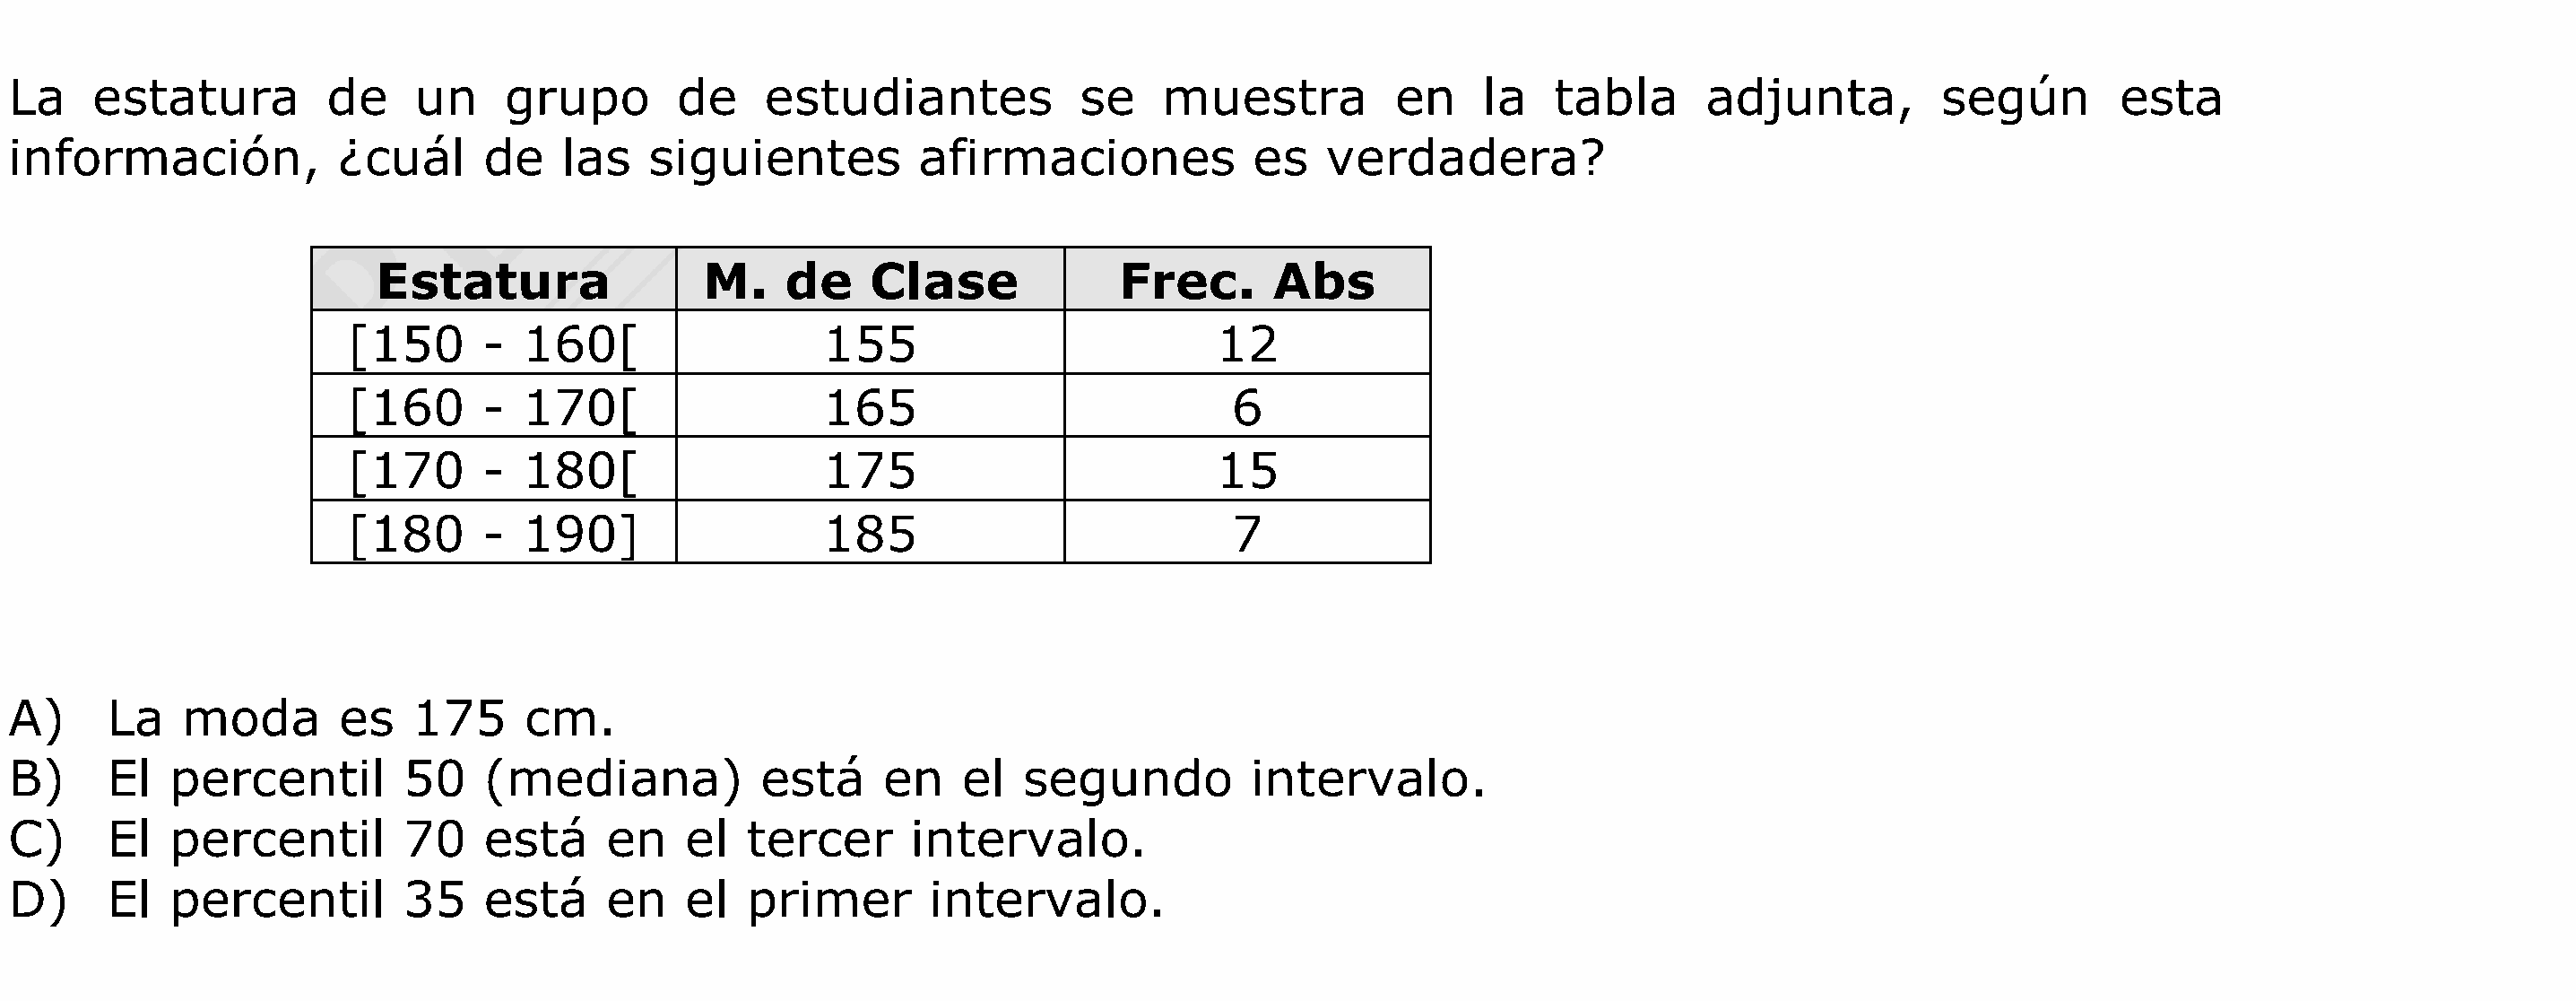 La estatura de un grupo de estudiantes se muestra en la tabla adjunta, según esta
información, ¿cuál de las siguientes afirmaciones es verdadera?
Estatura M. de Clase Frec. Abs
[150 - 160[ 155 12
[160 - 170[ 165 6
[170 - 180[ 175 15
[180 - 190] 185 7
A) La moda es 175 cm.
B) El percentil 50 (mediana) está en el segundo intervalo.
C) El percentil 70 está en el tercer intervalo.
D) El percentil 35 está en el primer intervalo.